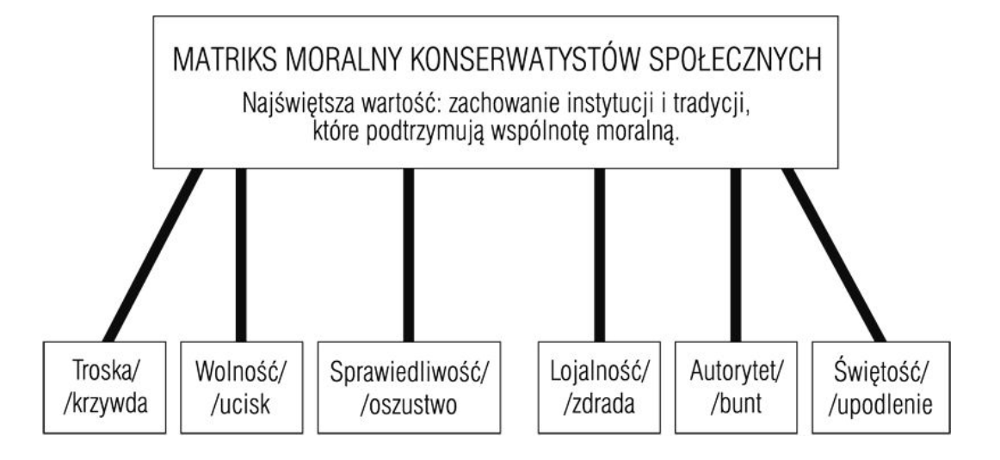 MATRIKS MORALNY KONSERWATYSTÓW SPOŁECZNYCH
Najświętsza wartość: zachowanie instytucji i tradycji,
które podtrzymują wspólnotę moralną.
Troska/
/krzywda
Wolność/
/ucisk
Sprawiedliwość/
/oszustwo
Lojalność/
/zdrada
Autorytet/
/bunt
Świętość/
/upodlenie